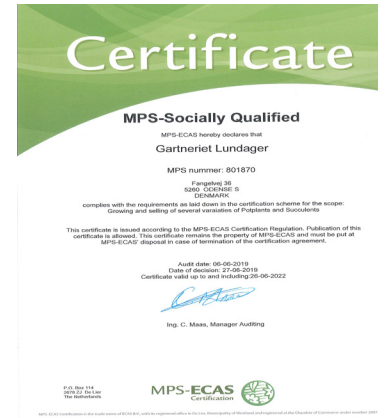 Certificate
MPS-Socially Qualified
MPS-ECAS hereby declares that
Gartneriet Lundager
MPS nummer: 801870
Fangelvej 36
5260 ODENSE S
DENMARK
complies with the requirements as laid down in the certification scheme for the scope:
Growing and selling of several varaiaties of Potplants and Succulents
This certificate is issued according to the MPS-ECAS Certification Regulation. Publication of this
certificate is allowed. This certificate remains the property of MPS-ECAS and must be put at
MPS-ECAS' disposal in case of termination of the certification agreement.
Audit date: 06-06-2019
Date of decision: 27-06-2019
Certificate valid up to and including:26-06-2022
Ing. C. Maas, Manager Auditing
P.O. Box 114
2678 ZJ De Lier
The Netherlands
MPS-ECAS
Certification